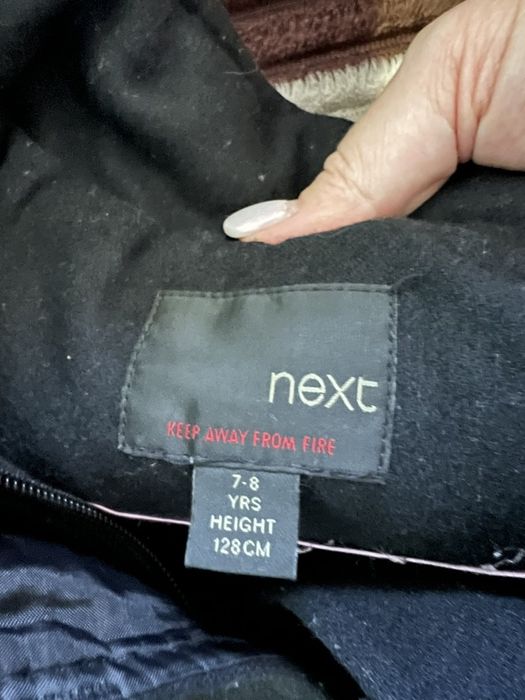 next
KEEP AWAY FROM FIRE
7-8
YRS
HEIGHT
128CM